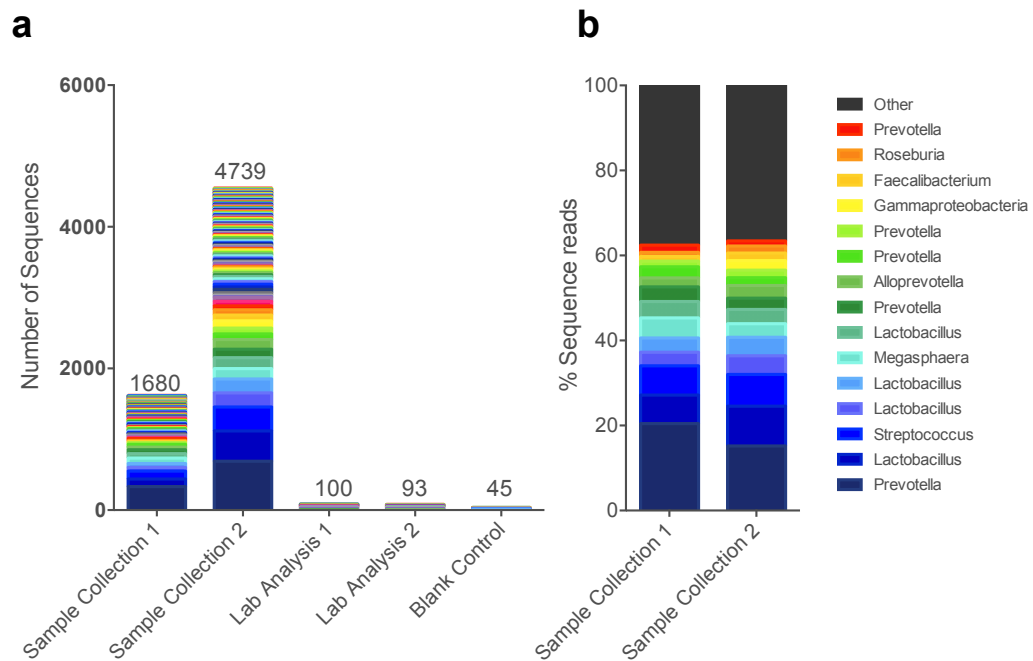 a
Number of Sequences
6000
4000
2000
0
1680
4739
100
93
45
Sample Collection 1
Sample Collection 2
Lab Analysis 1
Lab Analysis 2
Blank Control
b
% Sequence reads
100
80
60
40
20
0
Sample Collection 1
Sample Collection 2
Other
Prevotella
Roseburia
Faecalibacterium
Gammaproteobacteria
Prevotella
Prevotella
Alloprevotella
Prevotella
Lactobacillus
Megasphaera
Lactobacillus
Lactobacillus
Streptococcus
Lactobacillus
Prevotella